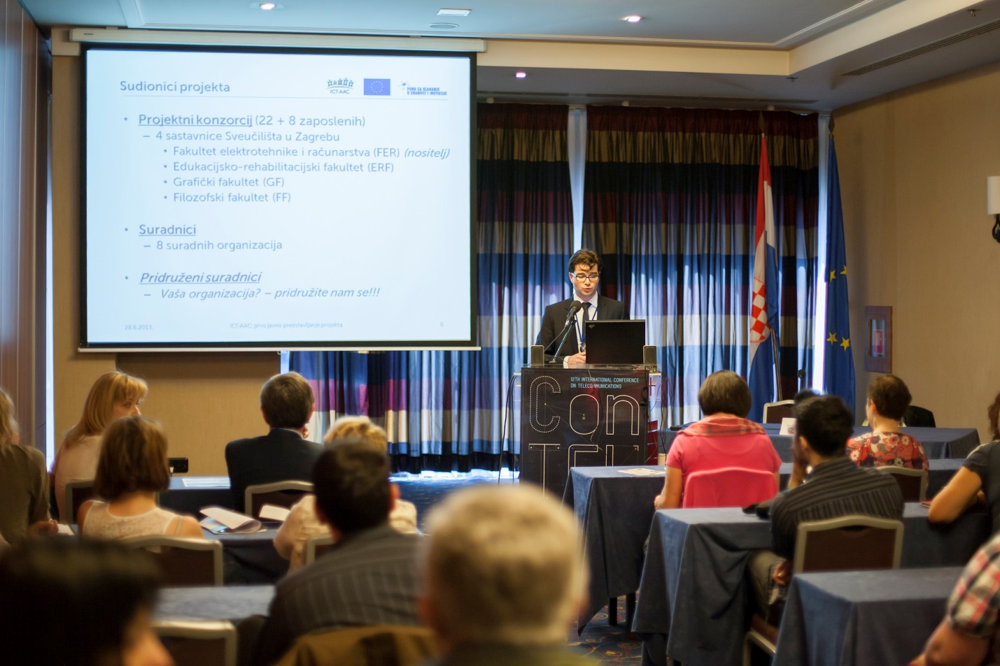 Sudionici projekta
ICT-AAC
FOND ZA ULAGANJE
U ZNANOST I INOVACIJE
• Projektni konzorcij (22 + 8 zaposlenih)
– 4 sastavnice Sveučilišta u Zagrebu
• Fakultet elektrotehnike i računarstva (FER) (nositelj)
• Edukacijsko-rehabilitacijski fakultet (ERF)
• Grafički fakultet (GF)
• Filozofski fakultet (FF)
• Suradnici
– 8 suradnih organizacija
• Pridruženi suradnici
– Vaša organizacija? – pridružite nam se!!!
28.6.2013.
ICT-AAC: prvo javno predstavljanje projekta
6
12TH INTERNATIONAL CONFERENCE
ON TELECOMMUNICATIONS
Con
TEL